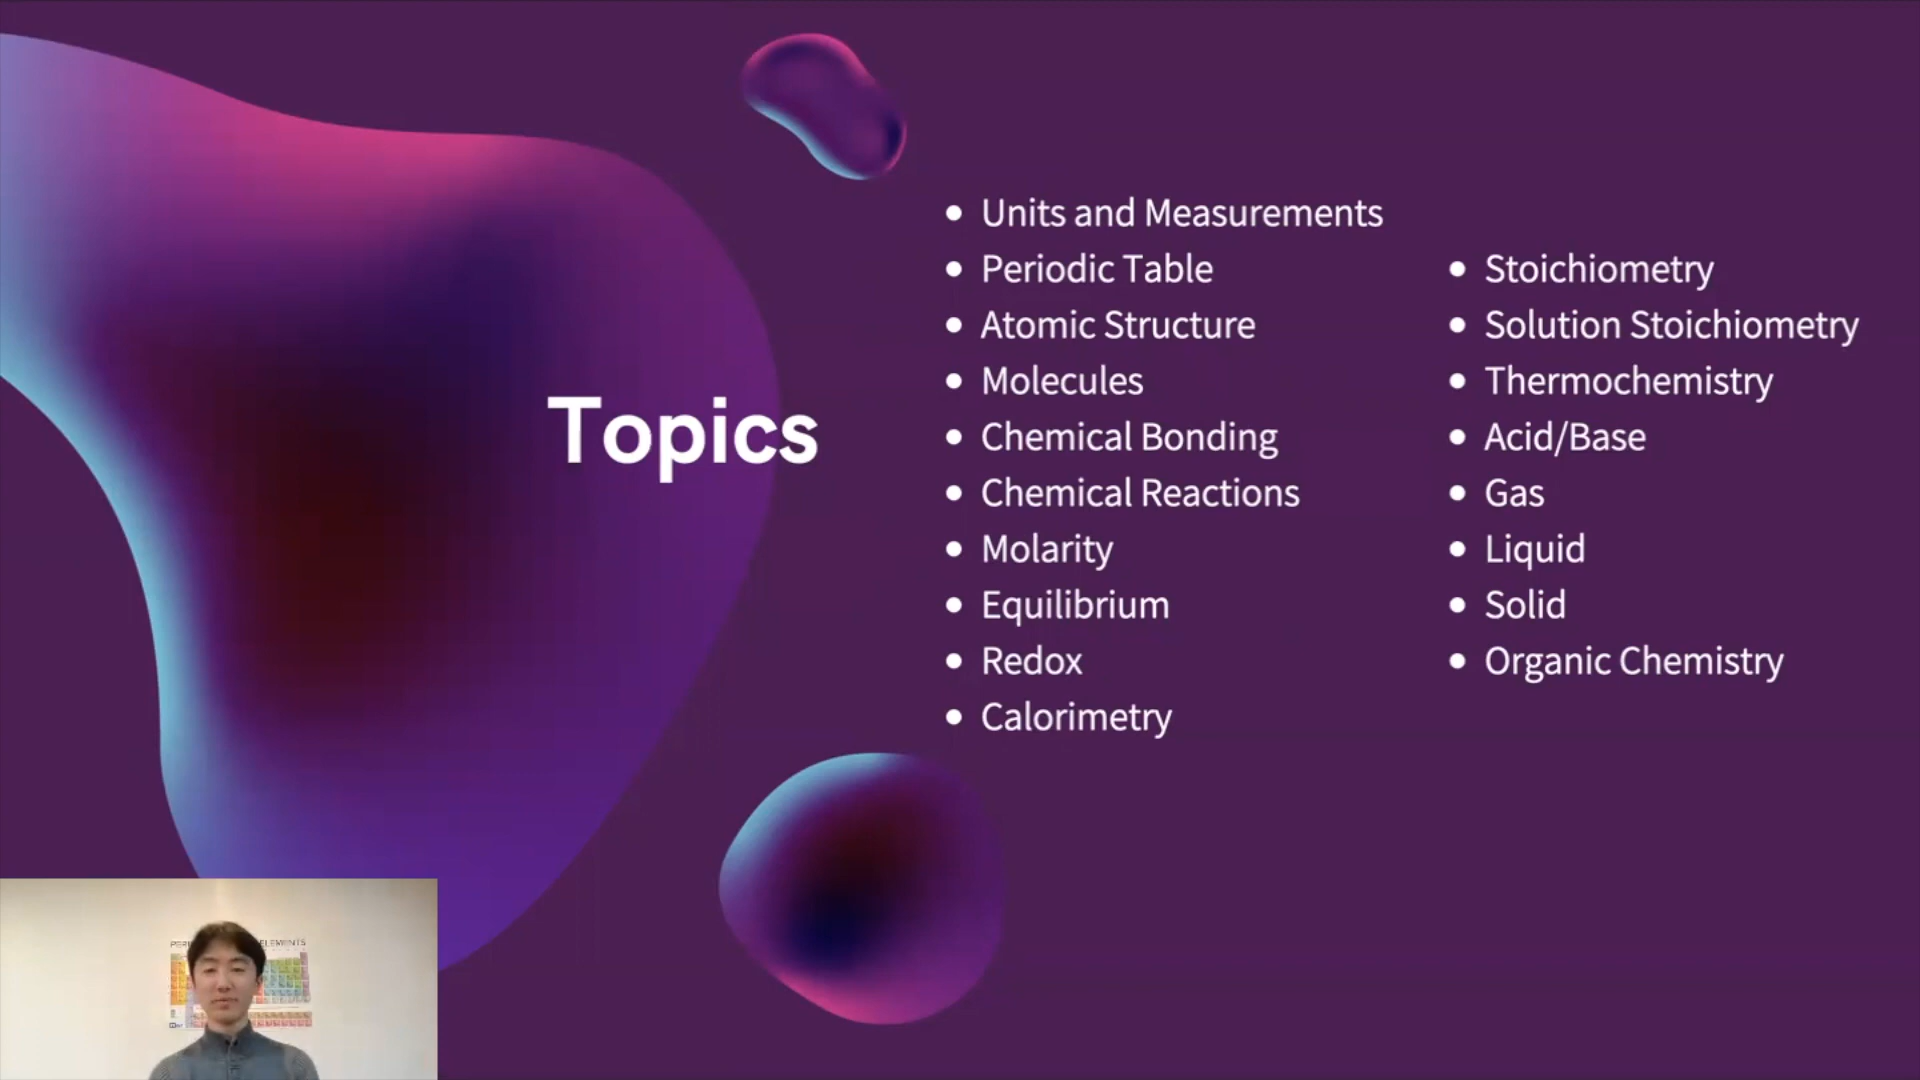 Topics
Units and Measurements
Periodic Table
Atomic Structure
Molecules
Chemical Bonding
Chemical Reactions
Molarity
Equilibrium
Redox
Calorimetry
Stoichiometry
Solution Stoichiometry
Thermochemistry
Acid/Base
Gas
Liquid
Solid
Organic Chemistry
ELEMENTS